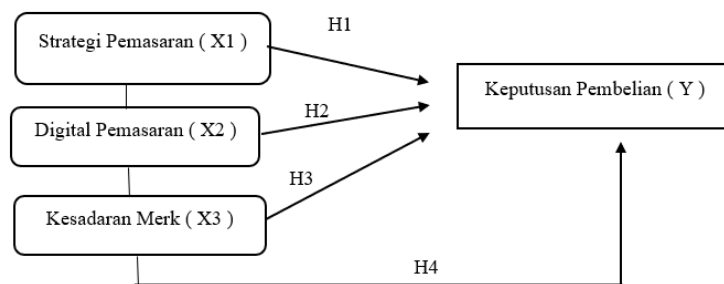 Strategi Pemasaran ( X1 )
H1
Keputusan Pembelian ( Y )
Digital Pemasaran ( X2 )
H2
H3
Kesadaran Merk ( X3 )
H4